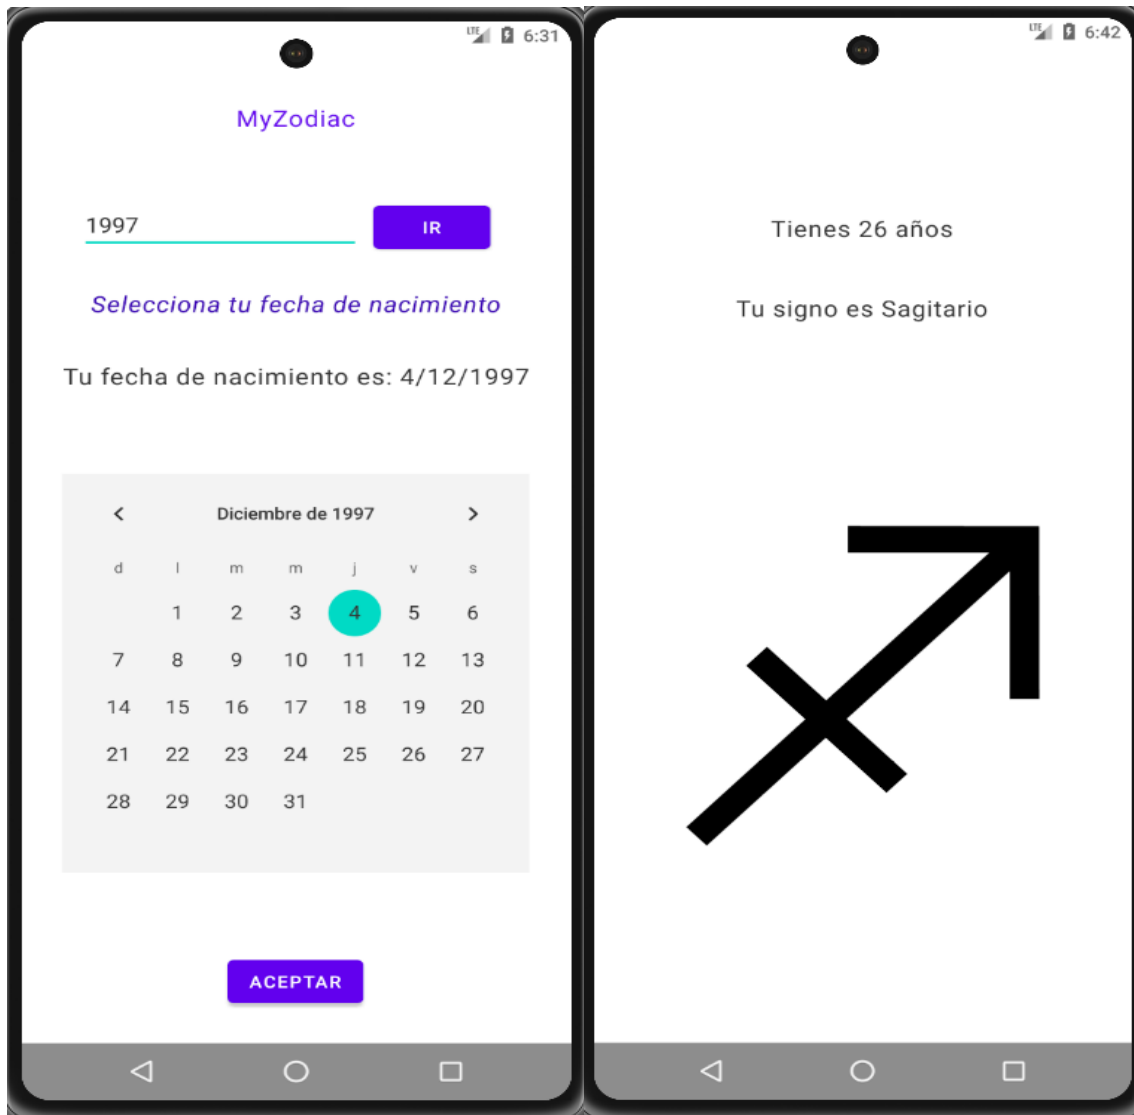 LTE 6:31
MyZodiac
1997 IR
Selecciona tu fecha de nacimiento
Tu fecha de nacimiento es: 4/12/1997
Diciembre de 1997
d l m m j v s
1 2 3 4 5 6
7 8 9 10 11 12 13
14 15 16 17 18 19 20
21 22 23 24 25 26 27
28 29 30 31
ACEPTAR
LTE 6:42
Tienes 26 años
Tu signo es Sagitario